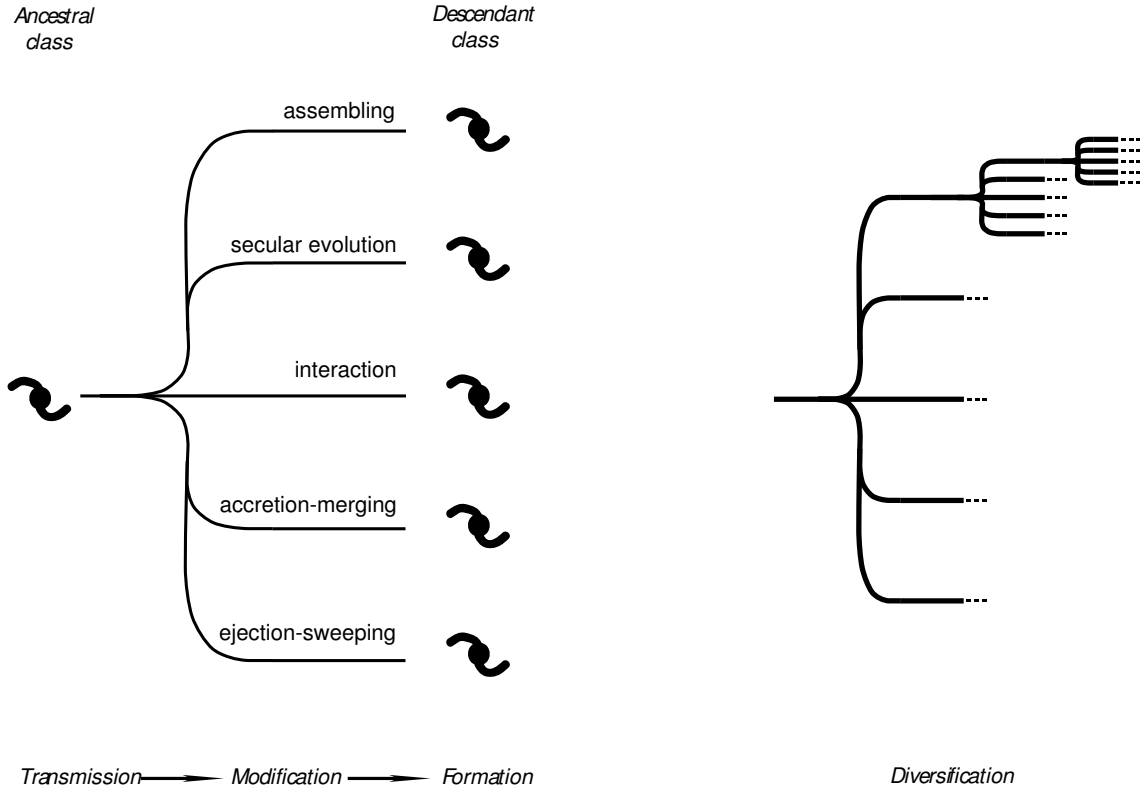 Ancestral
class
Descendant
class
assembling
secular evolution
interaction
accretion-merging
ejection-sweeping
Transmission Modification Formation
Diversification